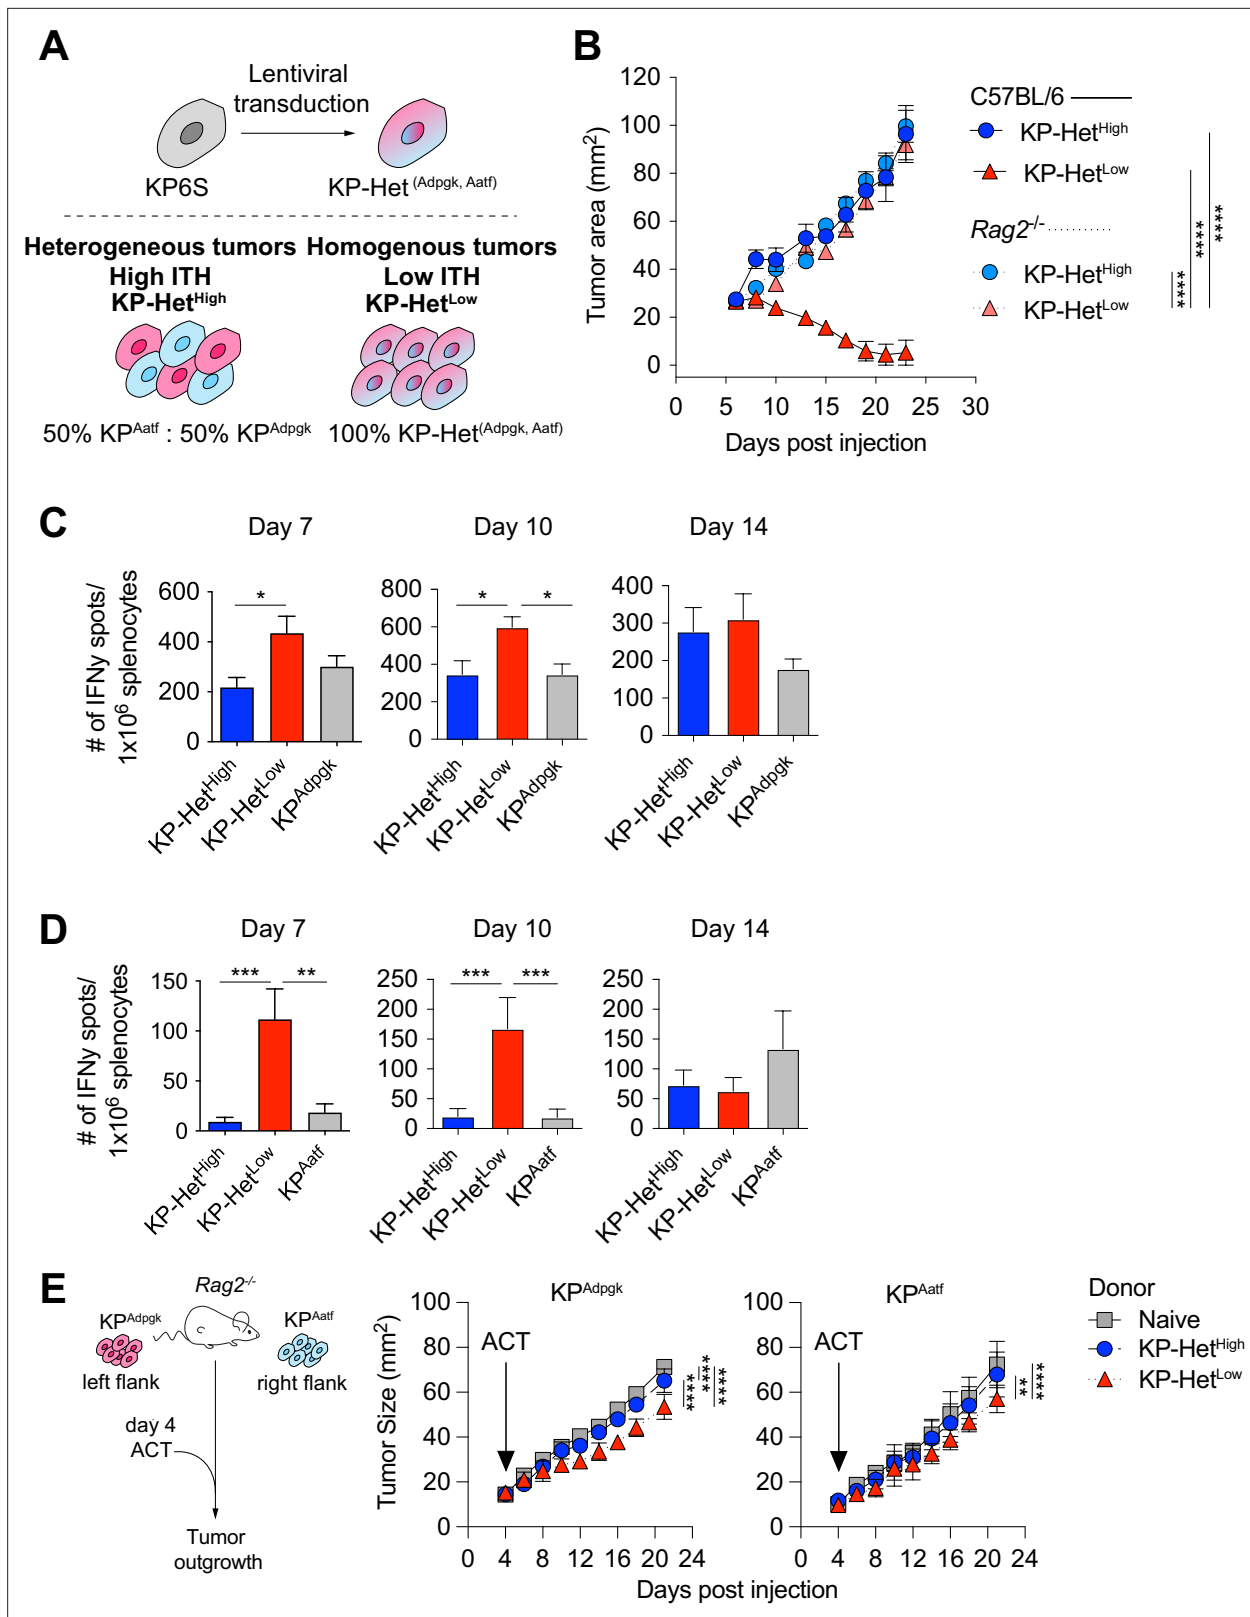 A
Lentiviral
transduction
KP6S
KP-Het (Adpgk, Aatf)
Heterogeneous tumors
High ITH
KP-HetHigh
Homogenous tumors
Low ITH
KP-HetLow
50% KPAatf : 50% KPAdpgk
100% KP-Het(Adpgk, Aatf)
B
120
100
80
60
40
20
0
Tumor area (mm2)
0 5 10 15 20 25 30
Days post injection
C57BL/6
KP-HetHigh
KP-HetLow
Rag2-/-
KP-HetHigh
KP-HetLow
****
****
****
C
Day 7
Day 10
Day 14
# of IFNy spots/
1x106 splenocytes
600
400
200
0
*
KP-HetHigh
KP-HetLow
KPAdpgk
800
600
400
200
0
* *
KP-HetHigh
KP-HetLow
KPAdpgk
400
300
200
100
0
KP-HetHigh
KP-HetLow
KPAdpgk
D
Day 7
Day 10
Day 14
# of IFNy spots/
1x106 splenocytes
150
100
50
0
*** **
KP-HetHigh
KP-HetLow
KPAatf
250
200
150
100
50
0
*** ***
KP-HetHigh
KP-HetLow
KPAatf
250
200
150
100
50
0
KP-HetHigh
KP-HetLow
KPAatf
E
Rag2-/-
KPAdpgk
left flank
KPAatf
right flank
day 4
ACT
Tumor
outgrowth
KPAdpgk
Tumor Size (mm2)
100
80
60
40
20
0
ACT
****
****
****
0 4 8 12 16 20 24
KPAatf
100
80
60
40
20
0
ACT
**
****
0 4 8 12 16 20 24
Days post injection
Donor
Naive
KP-HetHigh
KP-HetLow